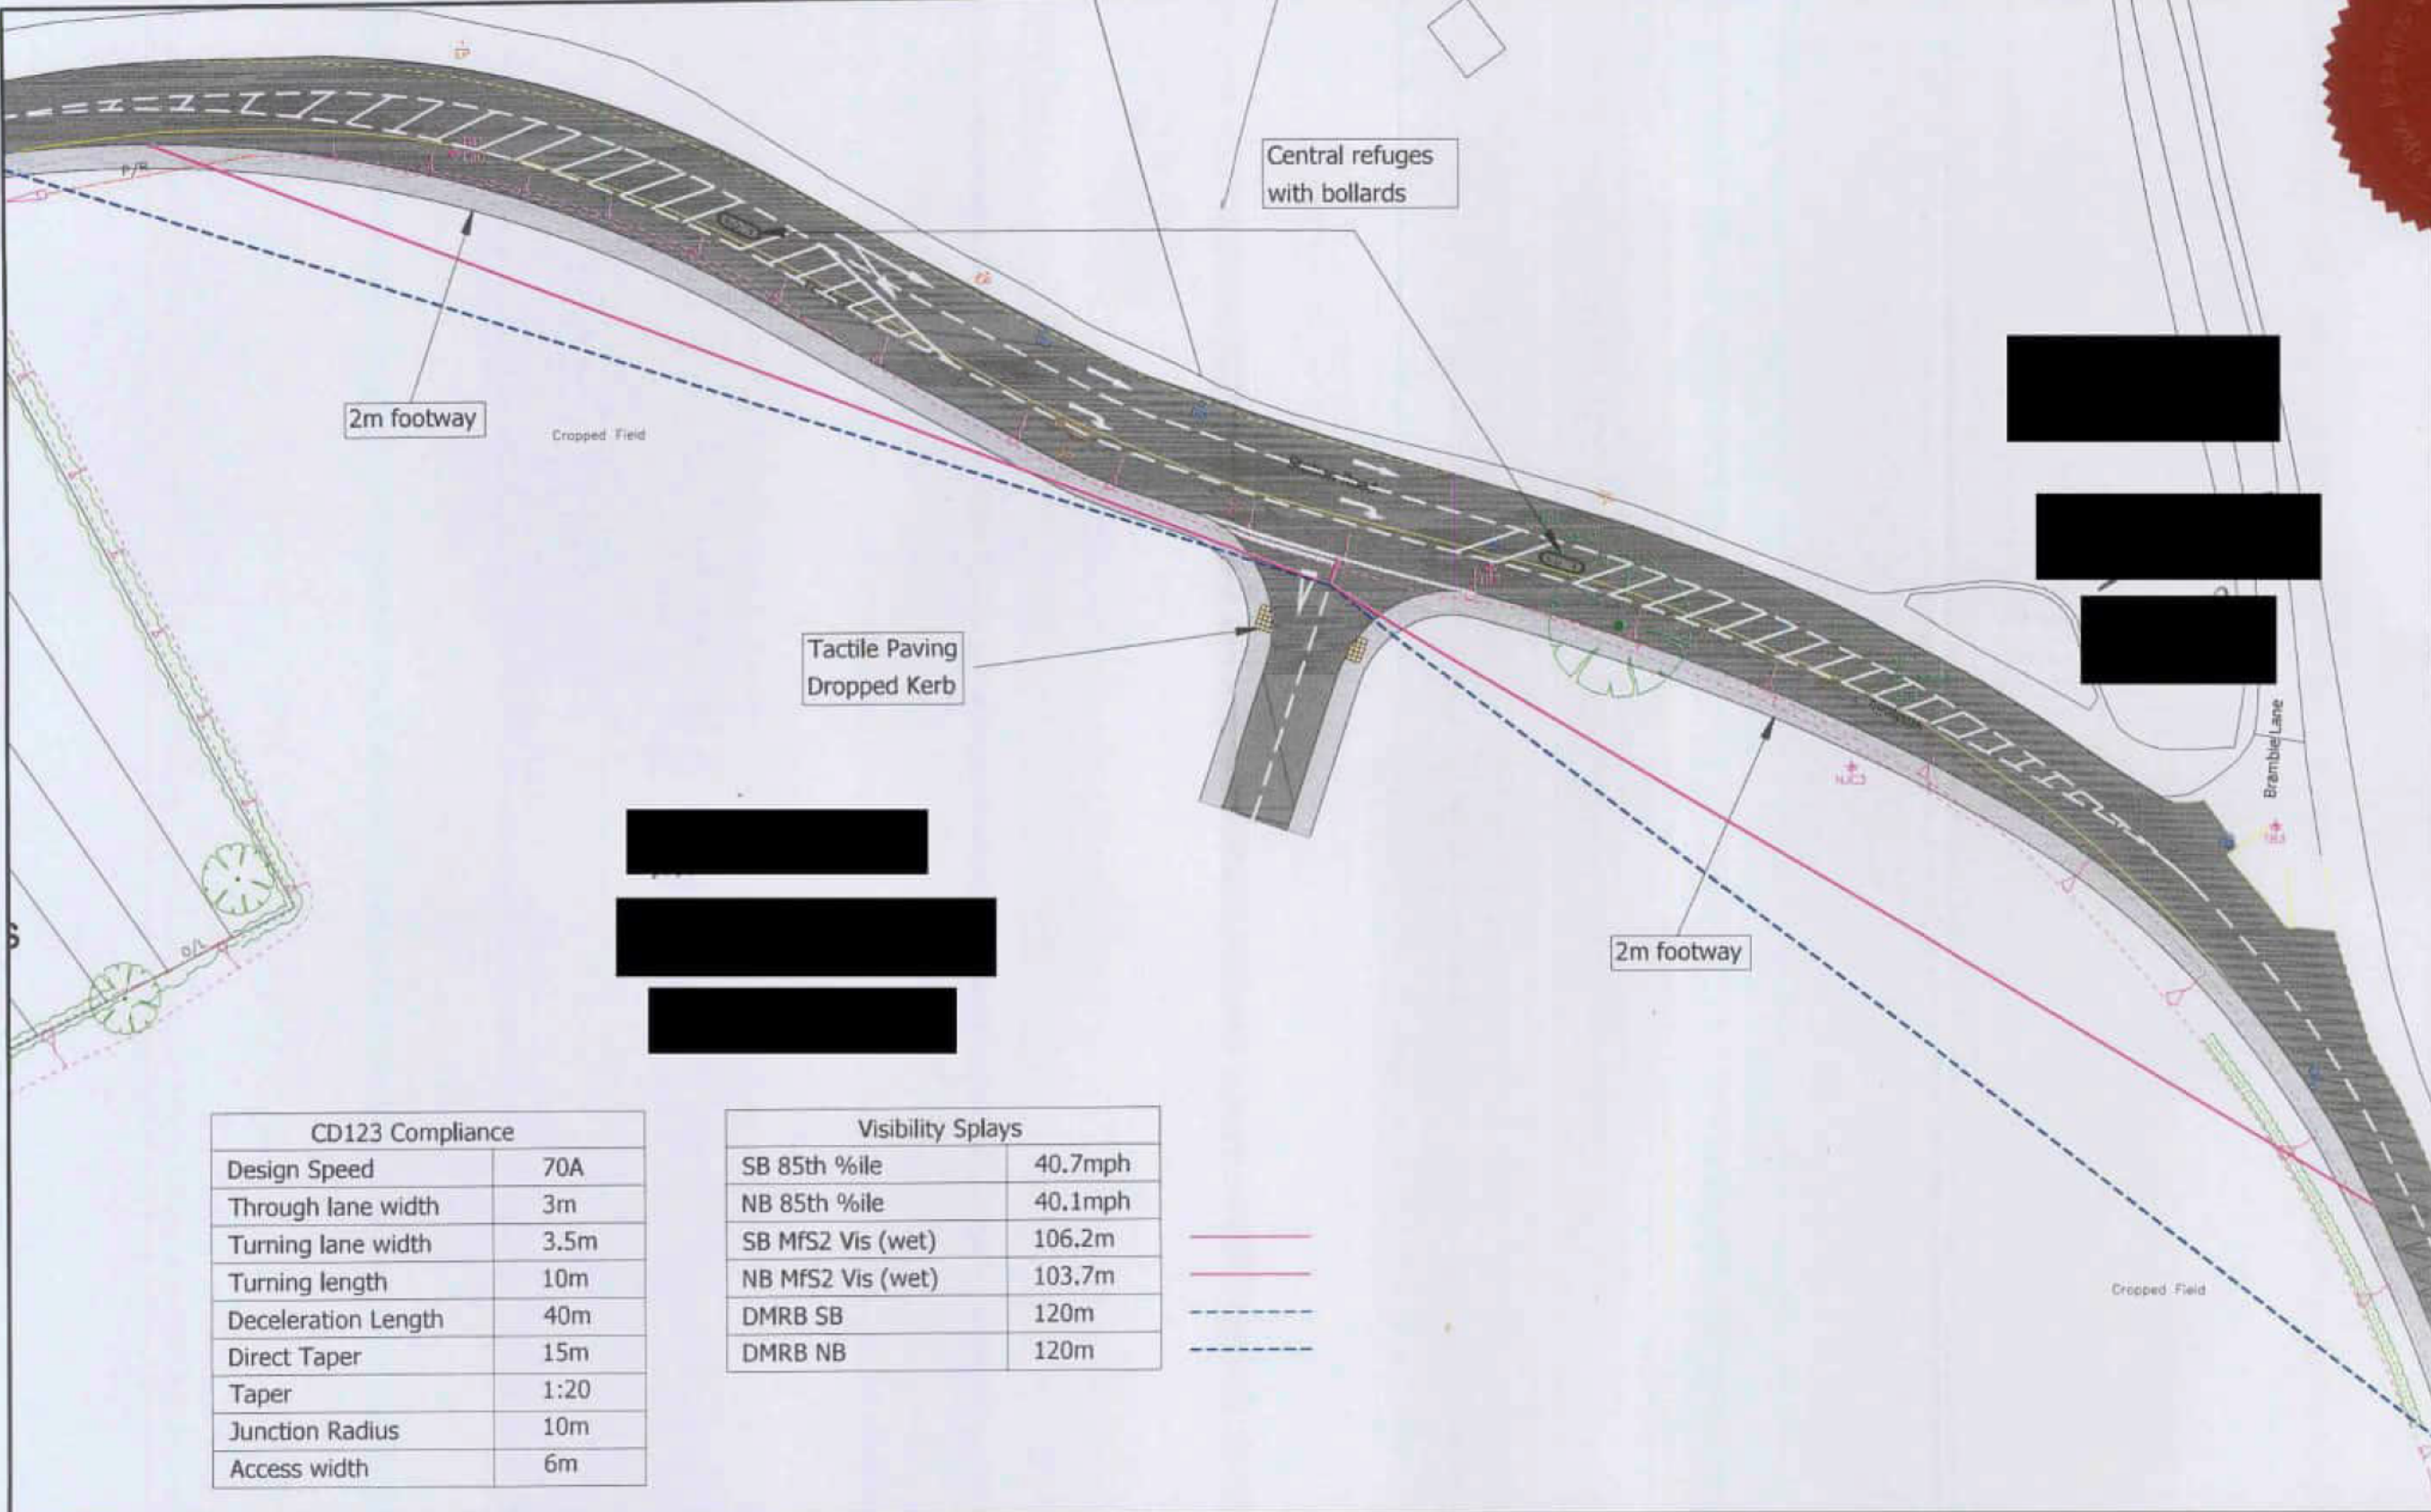 Central refuges
with bollards
P/R
2m footway
Cropped Field
Tactile Paving
Dropped Kerb
Bramble Lane
2m footway
O/L
S
Cropped Field
CD123 Compliance
Design Speed 70A
Through lane width 3m
Turning lane width 3.5m
Turning length 10m
Deceleration Length 40m
Direct Taper 15m
Taper 1:20
Junction Radius 10m
Access width 6m
Visibility Splays
SB 85th %ile 40.7mph
NB 85th %ile 40.1mph
SB MfS2 Vis (wet) 106.2m
NB MfS2 Vis (wet) 103.7m
DMRB SB 120m
DMRB NB 120m